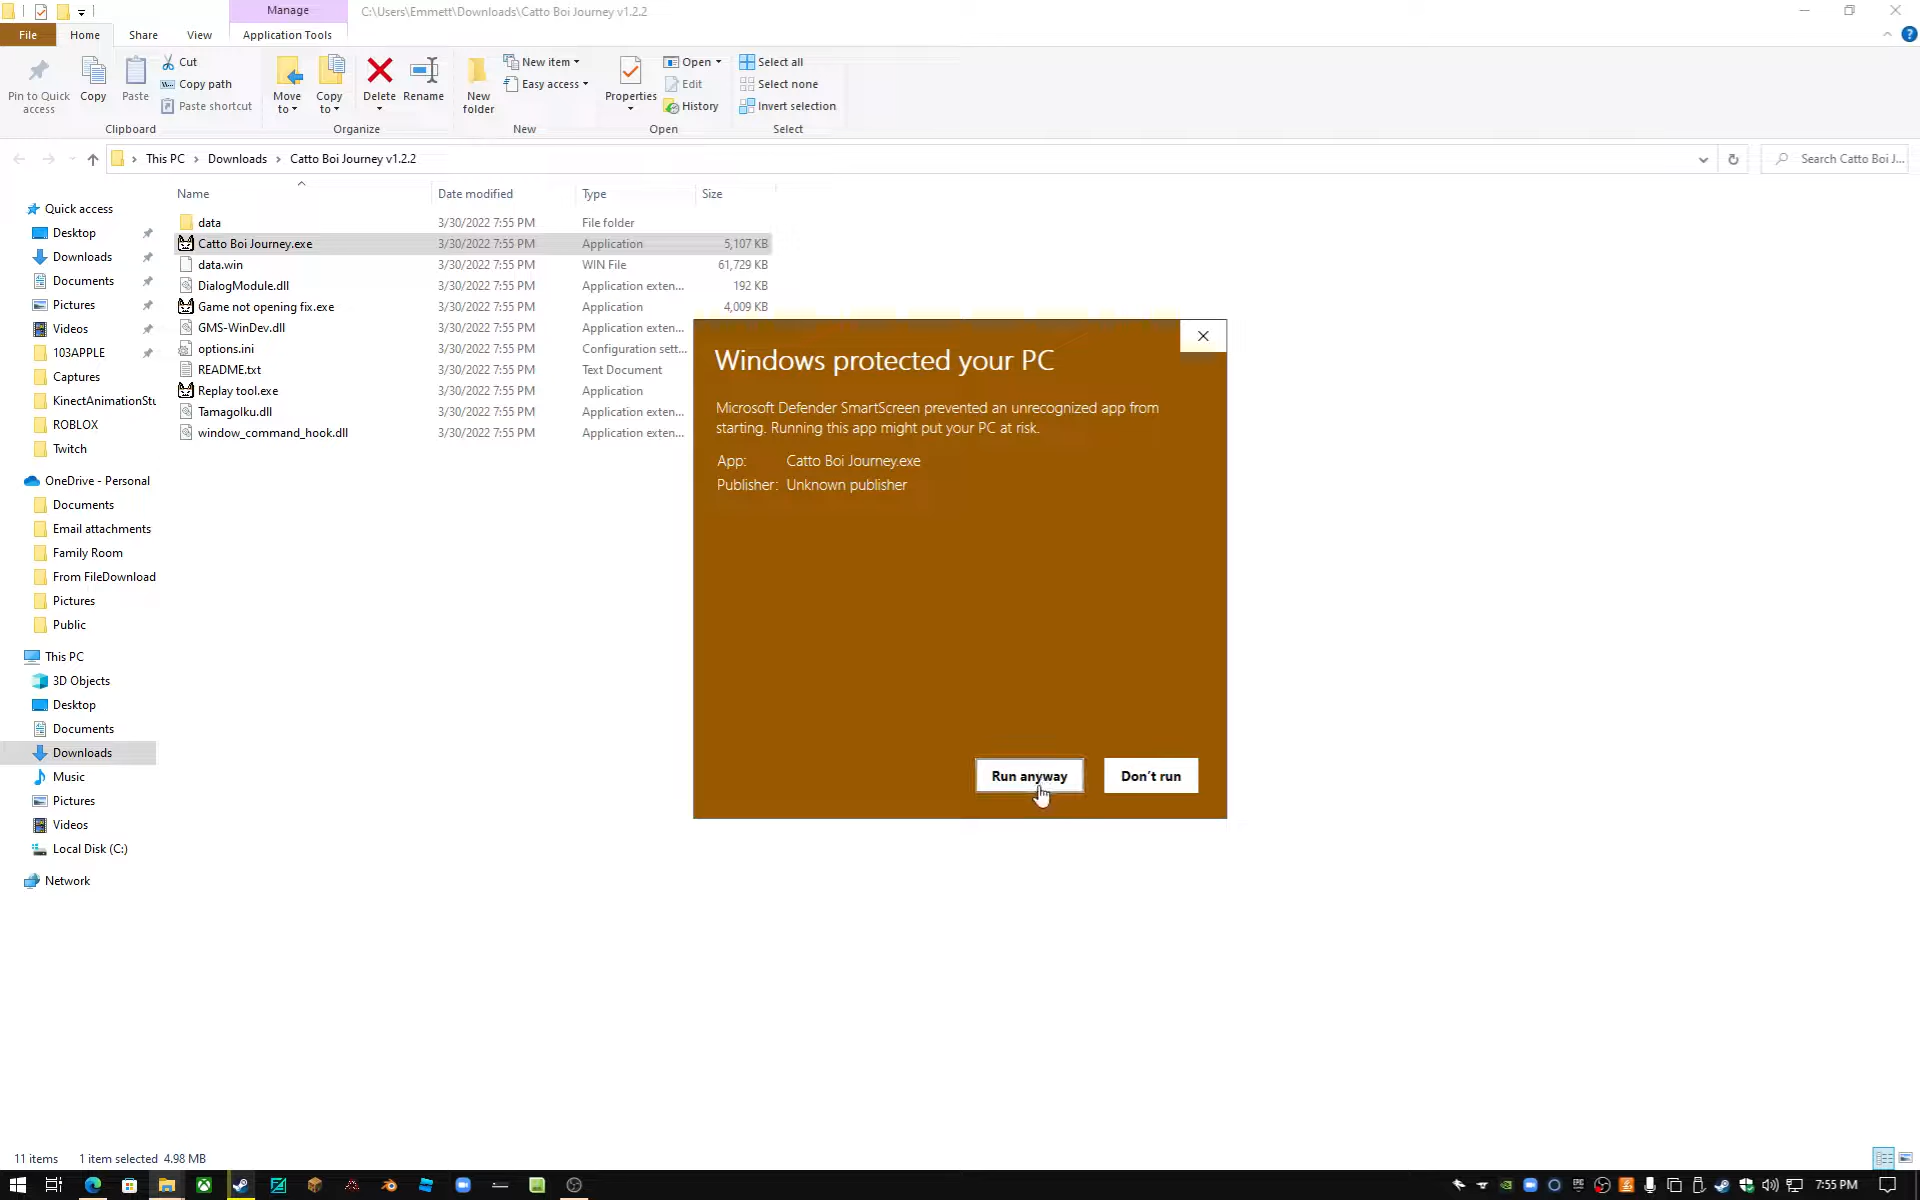 Manage
C:\Users\Emmett\Downloads\Catto Boi Journey v1.2.2
File
Home
Share
View
Application Tools
Pin to Quick access
Copy
Paste
Cut
Copy path
Paste shortcut
Clipboard
Move to
Copy to
Delete
Rename
Organize
New folder
New item
Easy access
New
Properties
Open
Edit
History
Open
Select all
Select none
Invert selection
Select
This PC
Downloads
Catto Boi Journey v1.2.2
Search Catto Boi J...
Name
Date modified
Type
Size
data 3/30/2022 7:55 PM File folder
Catto Boi Journey.exe 3/30/2022 7:55 PM Application 5,107 KB
data.win 3/30/2022 7:55 PM WIN File 61,729 KB
DialogModule.dll 3/30/2022 7:55 PM Application exten... 192 KB
Game not opening fix.exe 3/30/2022 7:55 PM Application 4,009 KB
GMS-WinDev.dll 3/30/2022 7:55 PM Application exten...
options.ini 3/30/2022 7:55 PM Configuration sett...
README.txt 3/30/2022 7:55 PM Text Document
Replay tool.exe 3/30/2022 7:55 PM Application
Tamagolku.dll 3/30/2022 7:55 PM Application exten...
window_command_hook.dll 3/30/2022 7:55 PM Application exten...
Quick access
Desktop
Downloads
Documents
Pictures
Videos
103APPLE
Captures
KinectAnimationStu
ROBLOX
Twitch
OneDrive - Personal
Documents
Email attachments
Family Room
From FileDownload
Pictures
Public
This PC
3D Objects
Desktop
Documents
Downloads
Music
Pictures
Videos
Local Disk (C:)
Network
Windows protected your PC
Microsoft Defender SmartScreen prevented an unrecognized app from
starting. Running this app might put your PC at risk.
App: Catto Boi Journey.exe
Publisher: Unknown publisher
Run anyway
Don't run
11 items
1 item selected 4.98 MB
7:55 PM